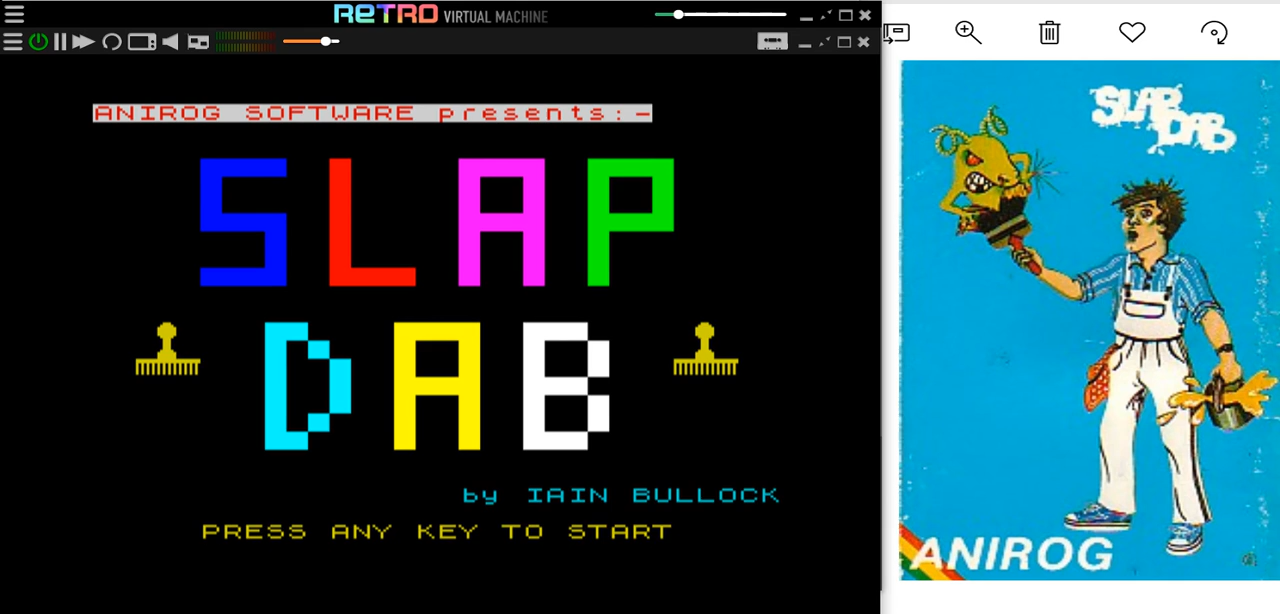 RETRO VIRTUAL MACHINE
ANIROG SOFTWARE presents:-
SLAP
DAB
by IAIN BULLOCK
PRESS ANY KEY TO START
SLAP
DAB
ANIROG